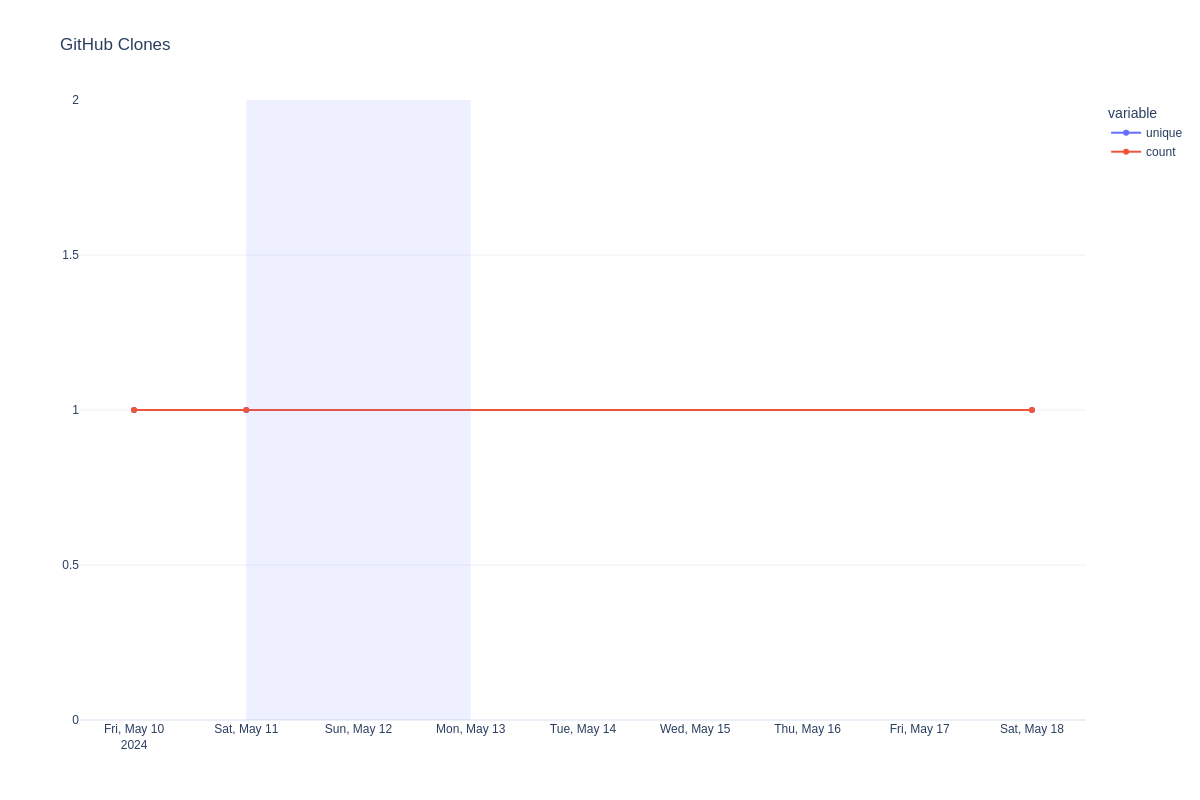 GitHub Clones
2
1.5
1
0.5
0
Fri, May 10
2024
Sat, May 11
Sun, May 12
Mon, May 13
Tue, May 14
Wed, May 15
Thu, May 16
Fri, May 17
Sat, May 18
variable
unique
count